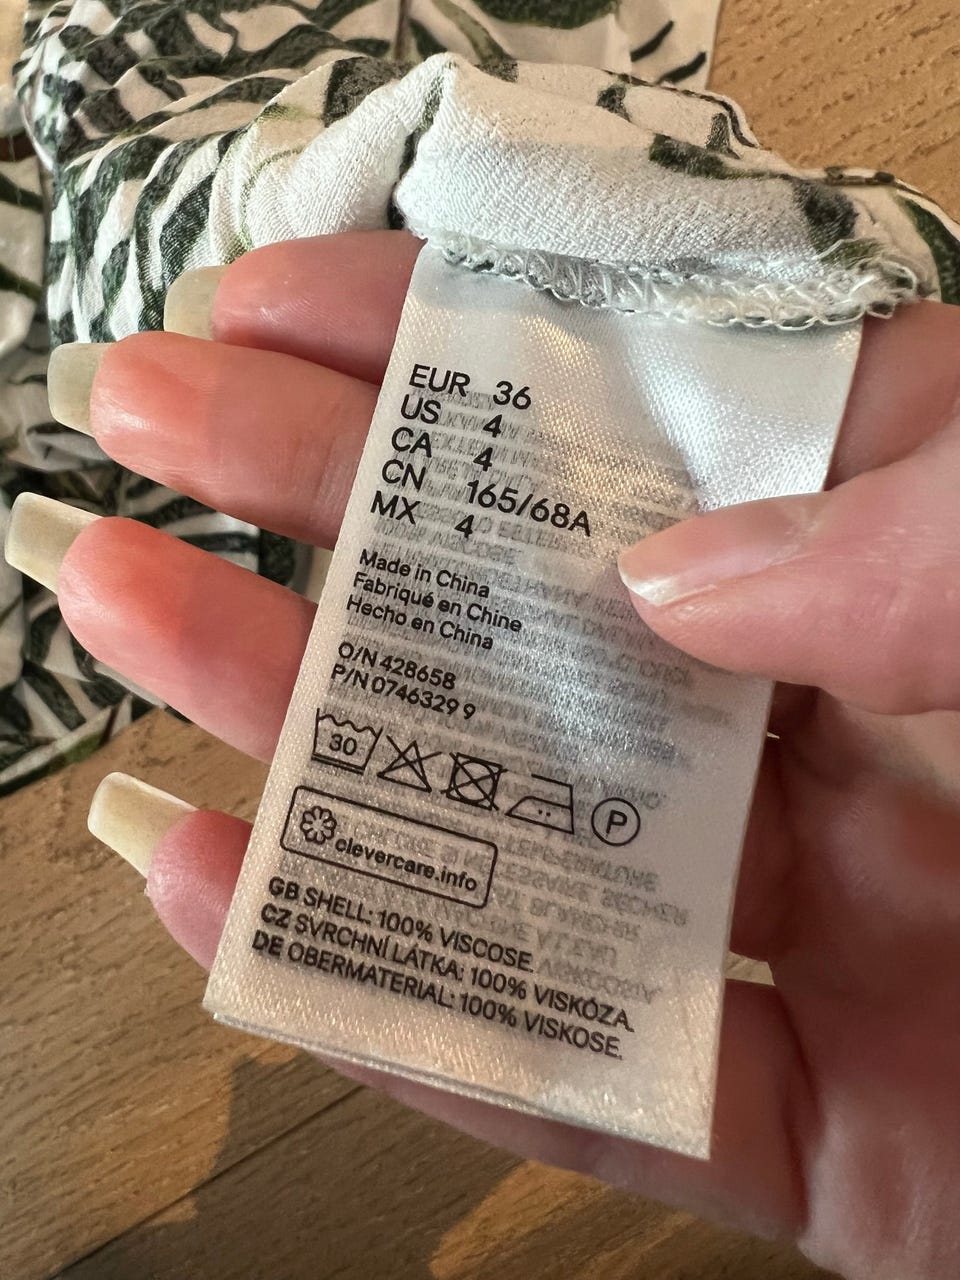 EUR 36
US 4
CA 4
CN 165/68A
MX 4
Made in China
Fabriqué en Chine
Hecho en China
O/N 428658
P/N 0746329 9
30
P
clevercare.info
GB SHELL: 100% VISCOSE.
CZ SVRCHNÍ LÁTKA: 100% VISKÓZA.
DE OBERMATERIAL: 100% VISKOSE.